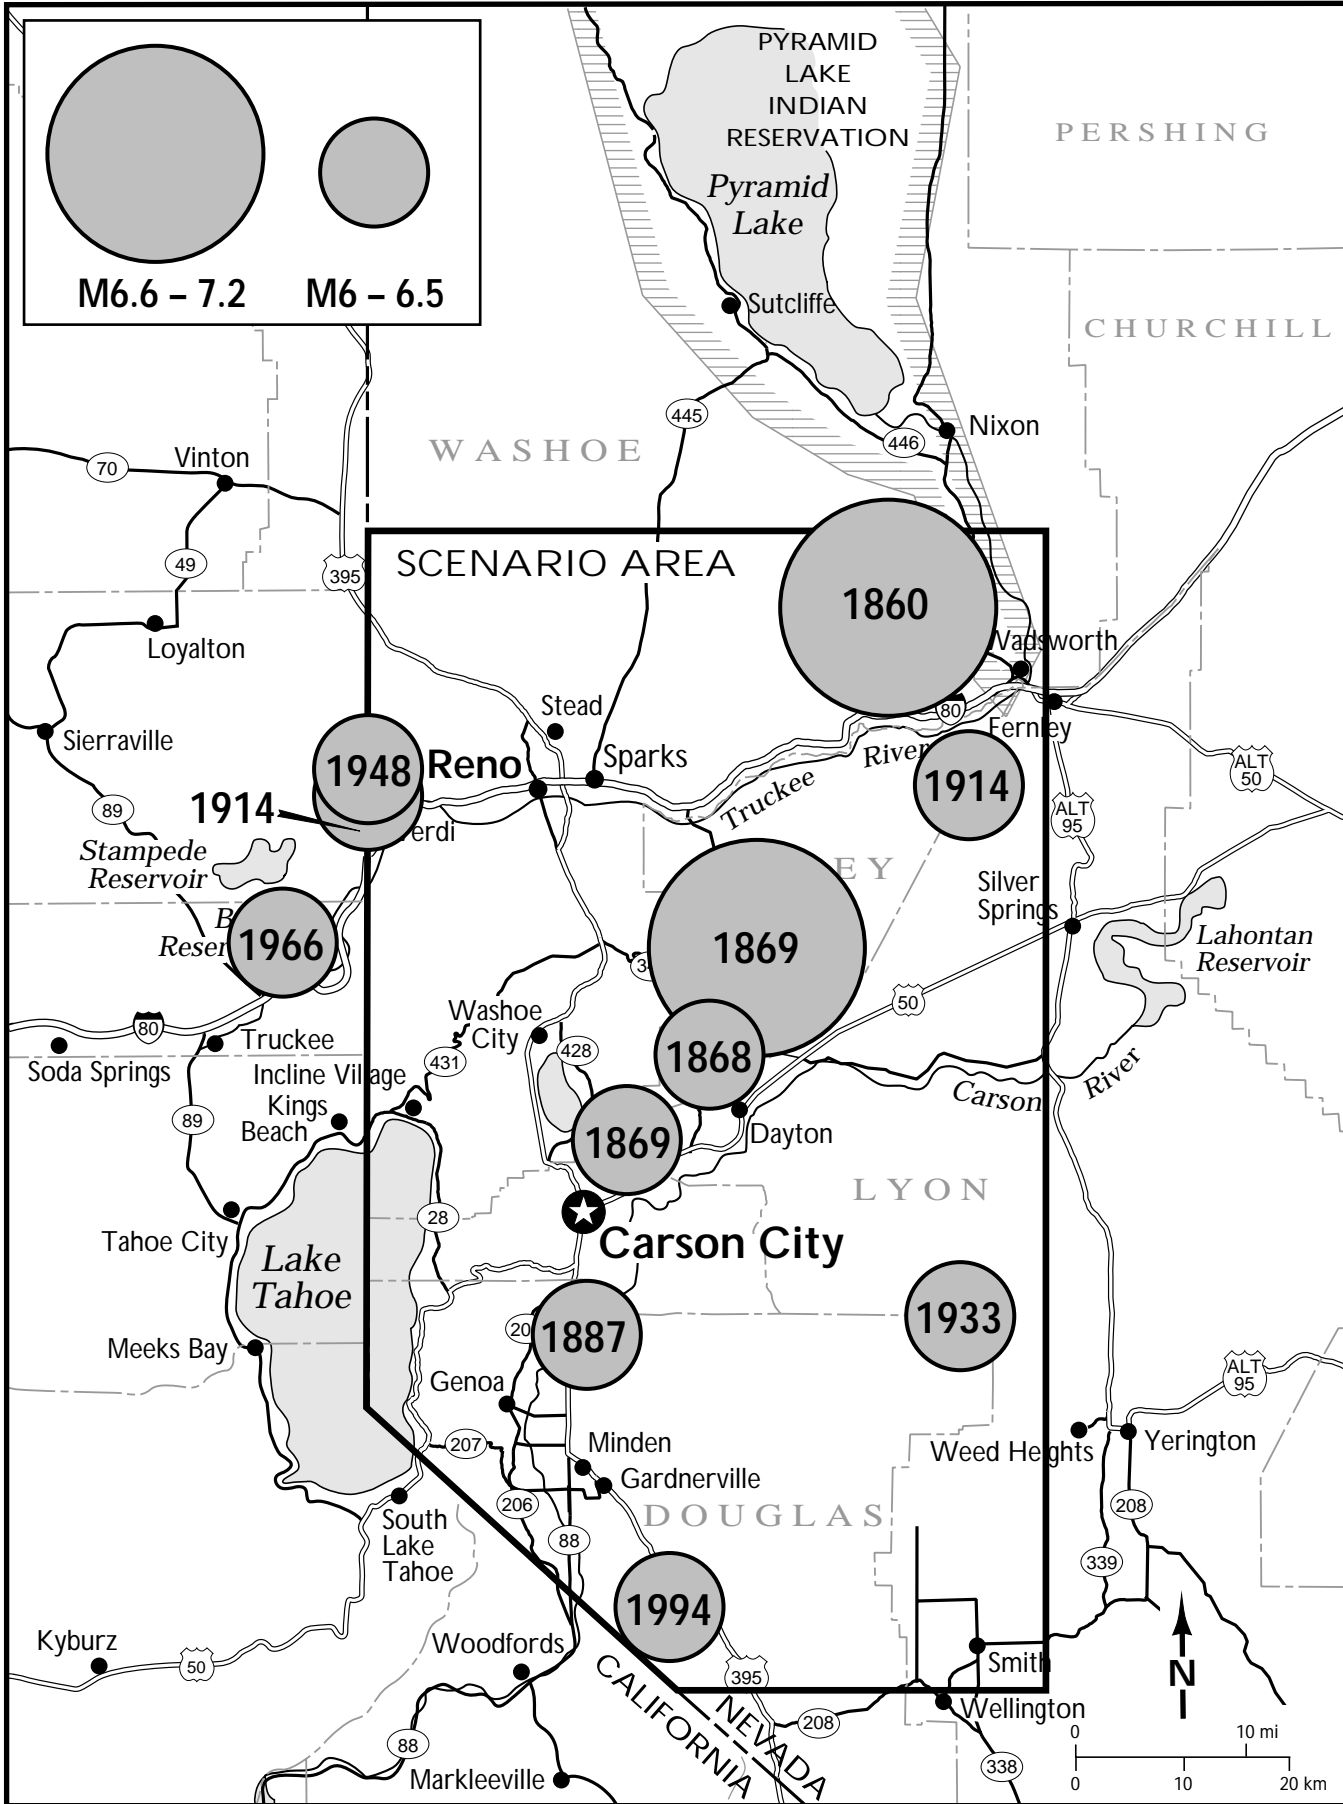 M6.6 – 7.2
M6 – 6.5
PYRAMID
LAKE
INDIAN
RESERVATION
Pyramid
Lake
PERSHING
CHURCHILL
Sutcliffe
445
446
Nixon
WASHOE
70
Vinton
49
395
SCENARIO AREA
1860
Loyalton
Wadsworth
Sierraville
Stead
80
Fernley
1948
Reno
Sparks
River
Truckee
1914
ALT
50
89
1914
erdi
ALT
95
Stampede
Reservoir
EY
Silver
Springs
B
Reser
1966
1869
Lahontan
Reservoir
3
50
80
Washoe
City
Truckee
Soda Springs
428
1868
431
Incline Village
Kings
Beach
Carson
River
89
1869
Dayton
LYON
28
Tahoe City
Carson City
Lake
Tahoe
20
1887
1933
Meeks Bay
Genoa
ALT
95
207
Minden
Weed Heights
Yerington
Gardnerville
206
DOUGLAS
208
South
Lake
Tahoe
88
339
1994
Kyburz
50
Woodfords
Smith
N
395
CALIFORNIA
NEVADA
Wellington
208
0
10 mi
88
338
Markleeville
0
10
20 km